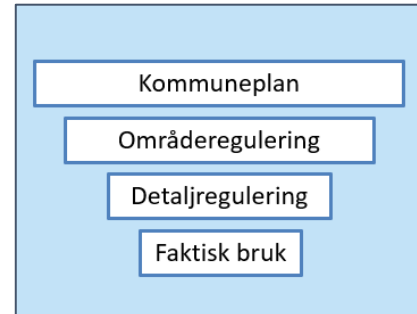 Kommuneplan
Områderegulering
Detaljregulering
Faktisk bruk